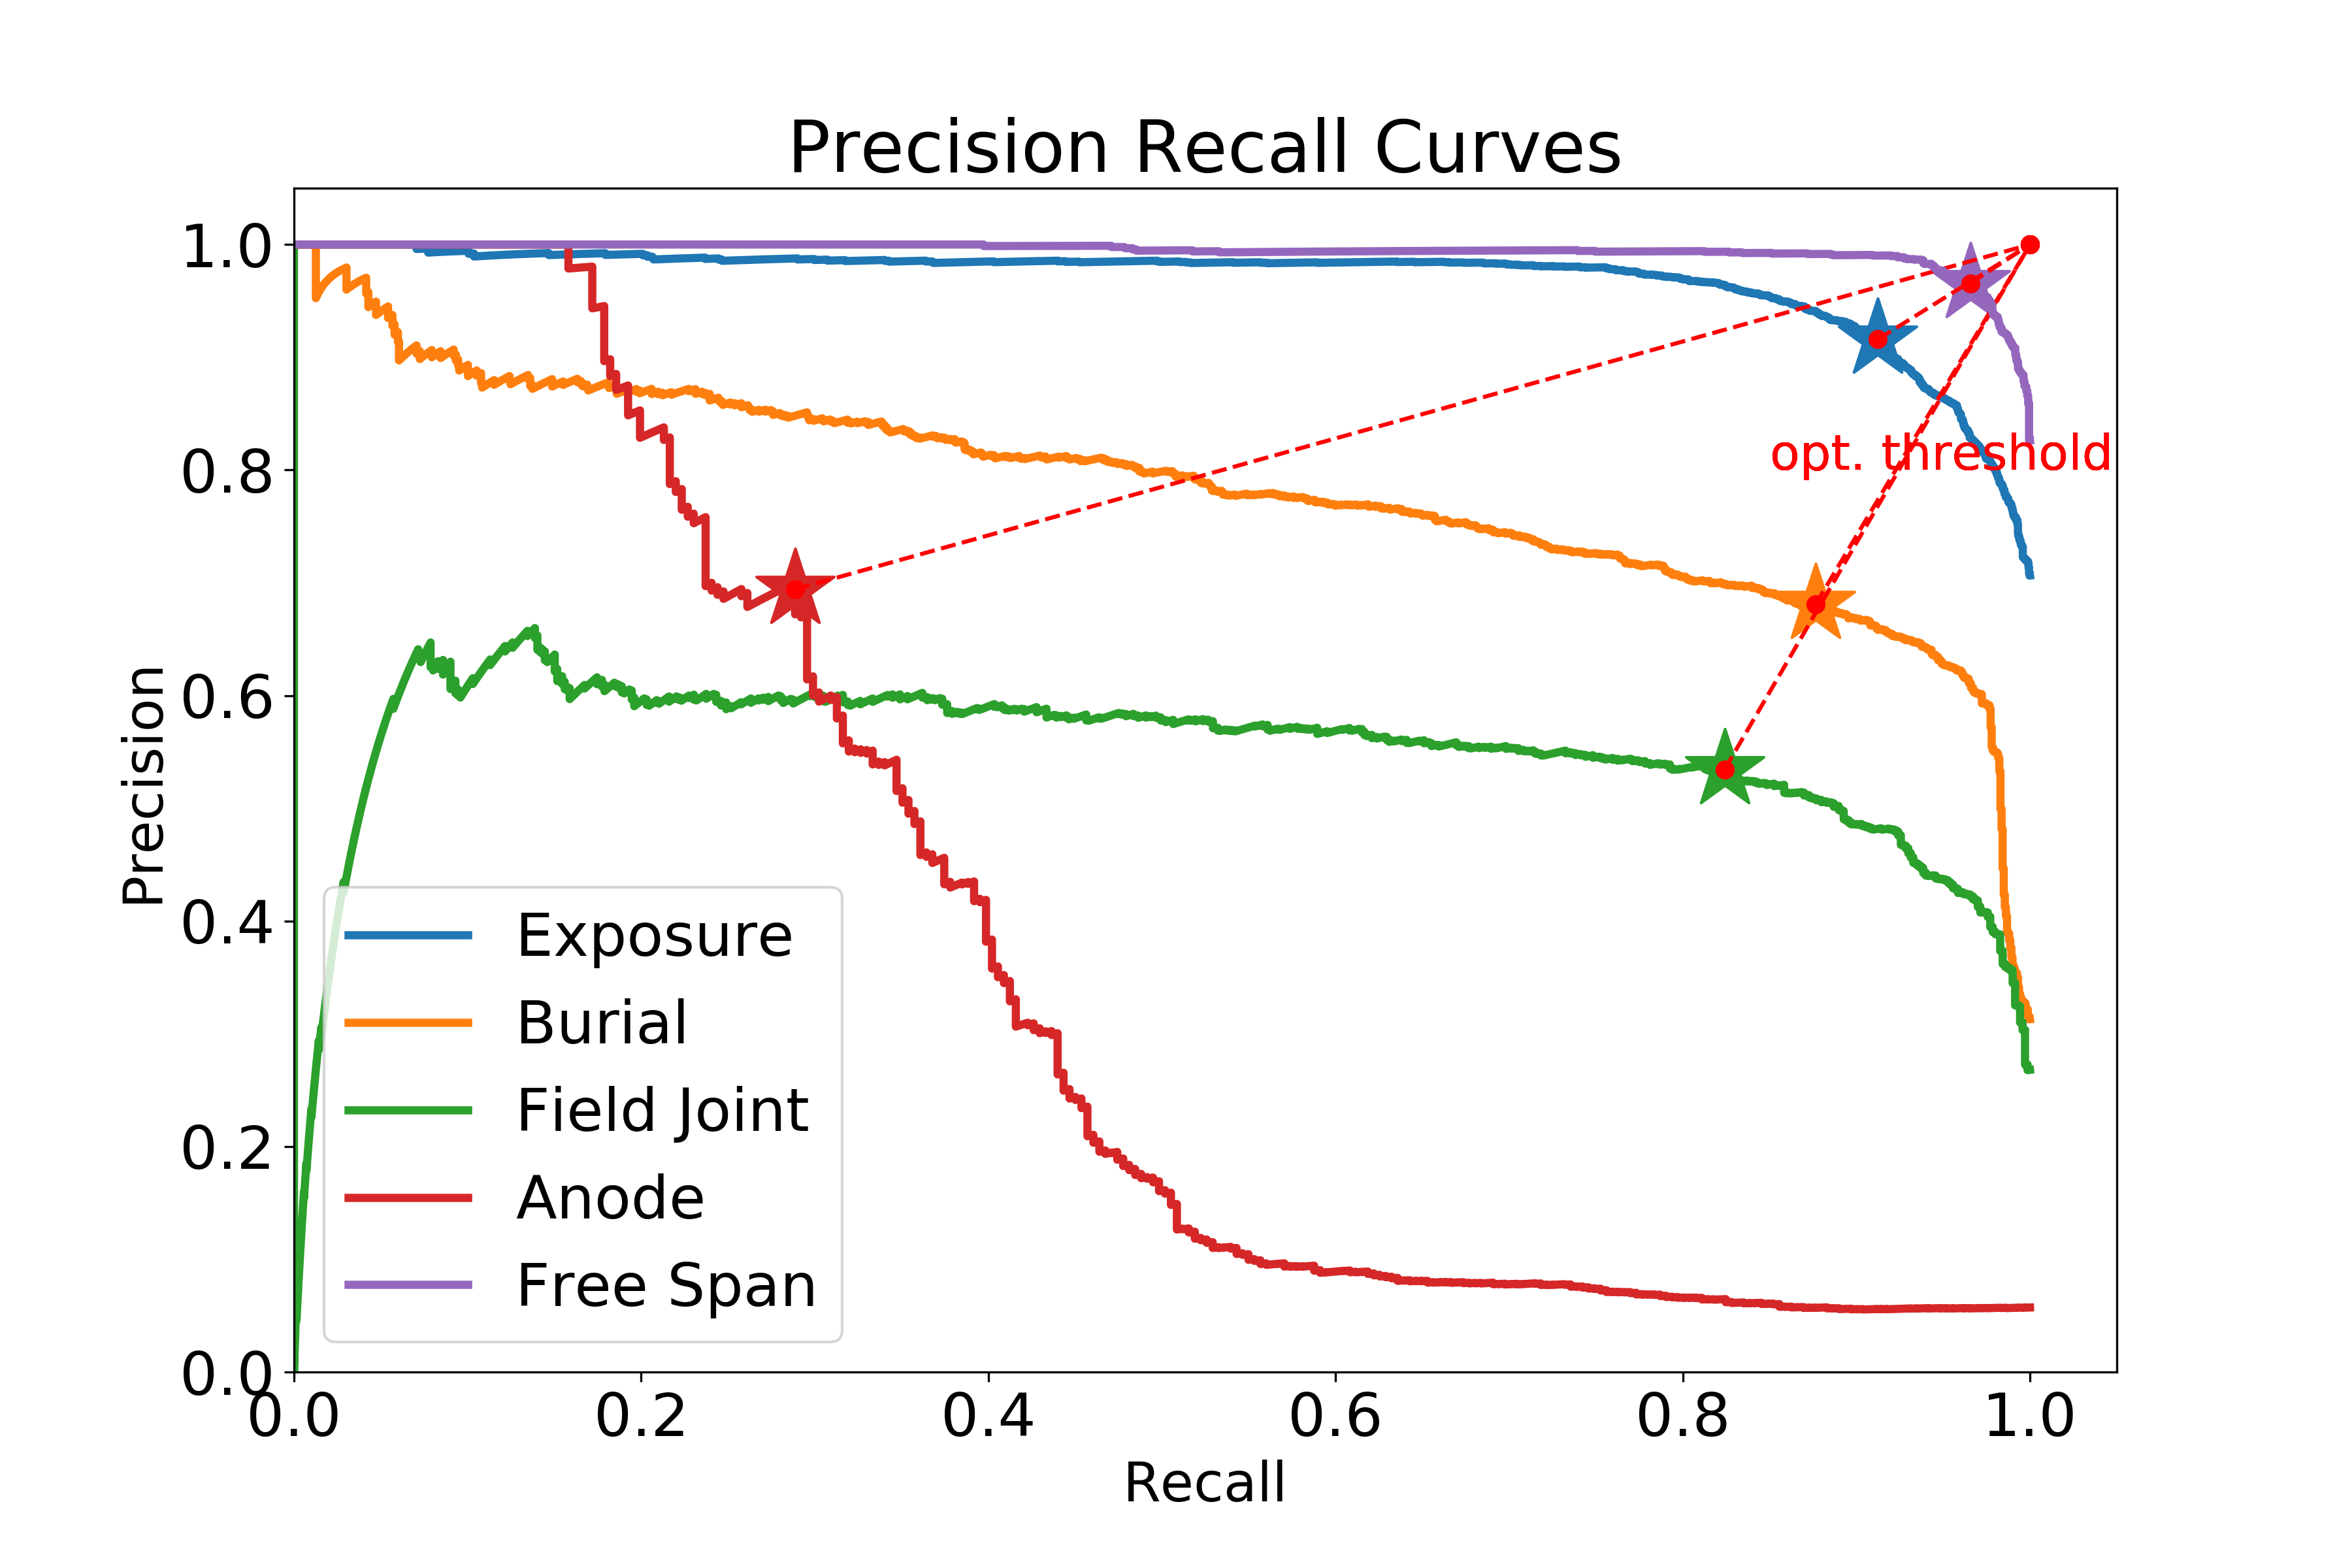 Precision Recall Curves
1.0
0.8
0.6
0.4
0.2
0.0
Precision
opt. threshold
Exposure
Burial
Field Joint
Anode
Free Span
0.0 0.2 0.4 0.6 0.8 1.0
Recall